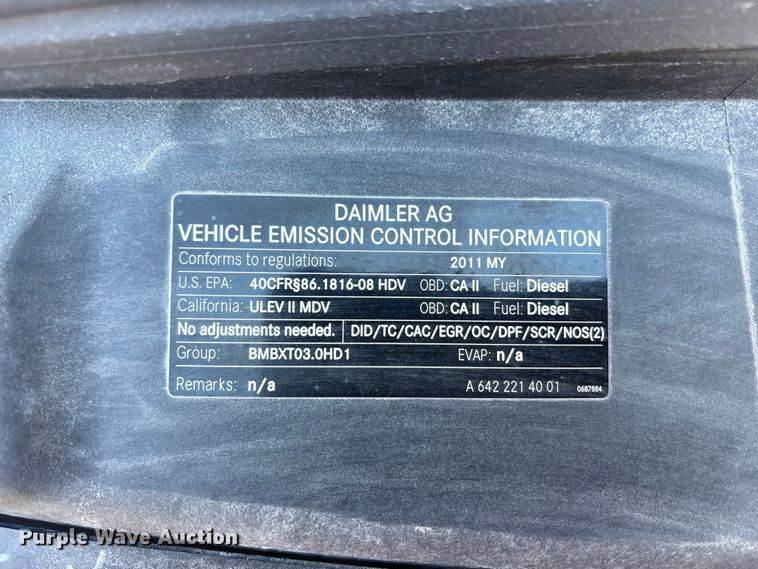 DAIMLER AG
VEHICLE EMISSION CONTROL INFORMATION
Conforms to regulations: 2011 MY
U.S. EPA: 40CFR§86.1816-08 HDV OBD: CA II Fuel: Diesel
California: ULEV II MDV OBD: CA II Fuel: Diesel
No adjustments needed. DID/TC/CAC/EGR/OC/DPF/SCR/NOS(2)
Group: BMBXT03.0HD1 EVAP: n/a
Remarks: n/a A 642 221 40 01 0687884
Purple Wave Auction